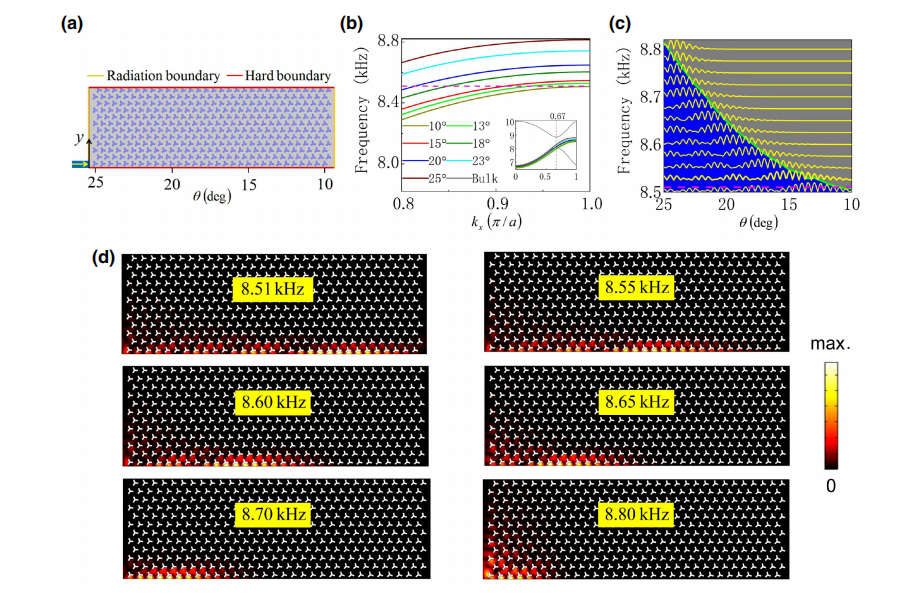 (a)
Radiation boundary
Hard boundary
y
25
20
15
10
θ (deg)
(b)
Frequency (kHz)
8.8
8.4
8.0
10°
13°
15°
18°
20°
23°
25°
Bulk
0.67
10
9
8
7
0
0.5
1
0.8
0.9
1.0
kₓ (π/a)
(c)
Frequency (kHz)
8.8
8.7
8.6
8.5
25
20
15
10
θ (deg)
(d)
8.51 kHz
8.55 kHz
8.60 kHz
8.65 kHz
8.70 kHz
8.80 kHz
max.
0